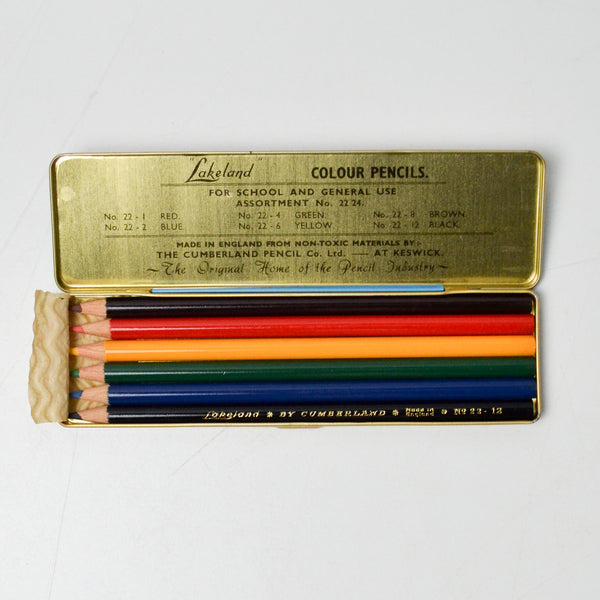 "Lakeland" COLOUR PENCILS.
FOR SCHOOL AND GENERAL USE
ASSORTMENT No. 22 24.
No. 22 - 1 RED. No. 22 - 4 GREEN. No. 22 - 8 BROWN.
No. 22 - 2 BLUE. No. 22 - 6 YELLOW. No. 22 - 12 BLACK.
MADE IN ENGLAND FROM NON-TOXIC MATERIALS BY:-
THE CUMBERLAND PENCIL Co. Ltd. — AT KESWICK.
~ The Original Home of the Pencil Industry ~
Lakeland * BY CUMBERLAND * Made in England * No 22-12